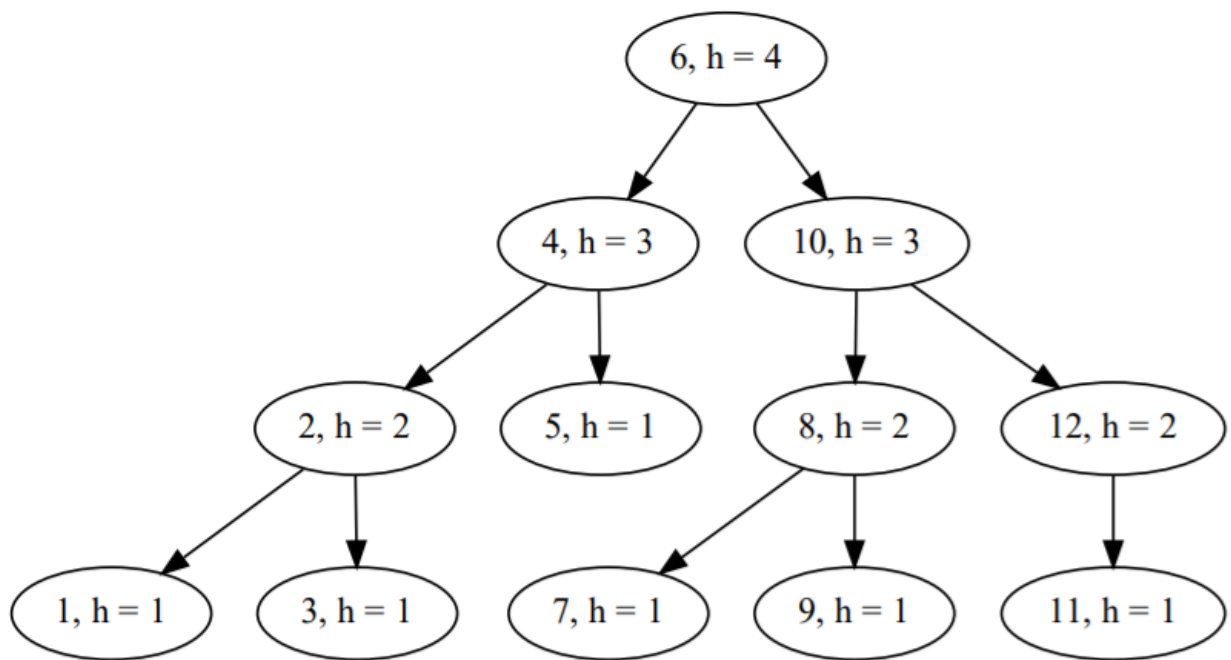 6, h = 4
4, h = 3
10, h = 3
2, h = 2
5, h = 1
8, h = 2
12, h = 2
1, h = 1
3, h = 1
7, h = 1
9, h = 1
11, h = 1